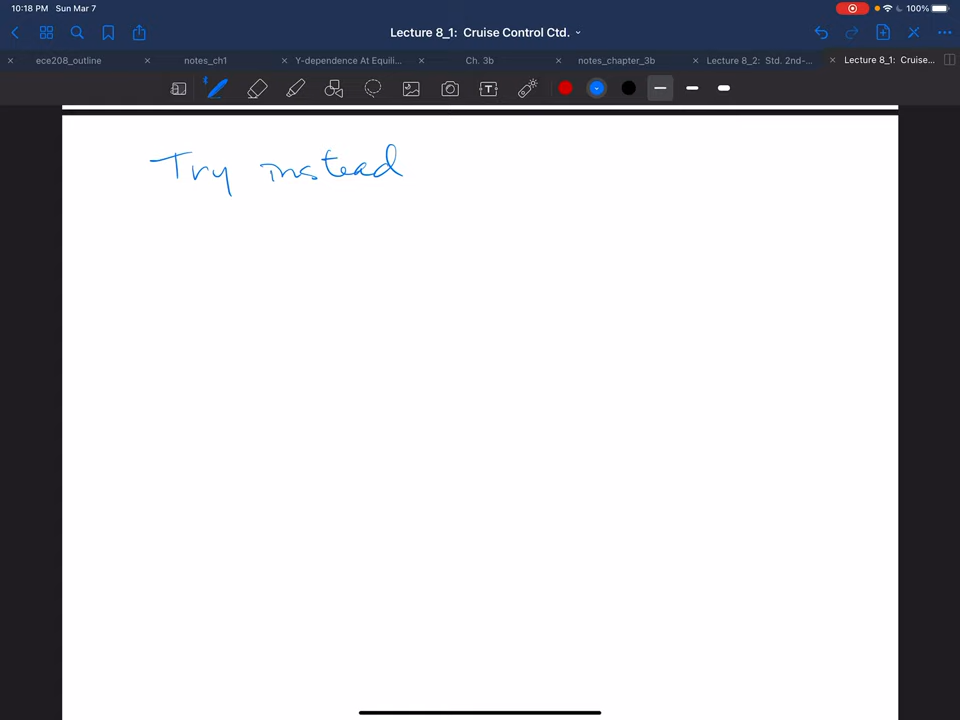 10:18 PM Sun Mar 7 100%
Lecture 8_1: Cruise Control Ctd.
ece208_outline notes_ch1 Y-dependence At Equili... Ch. 3b notes_chapter_3b Lecture 8_2: Std. 2nd-... Lecture 8_1: Cruise...
T
Try instead